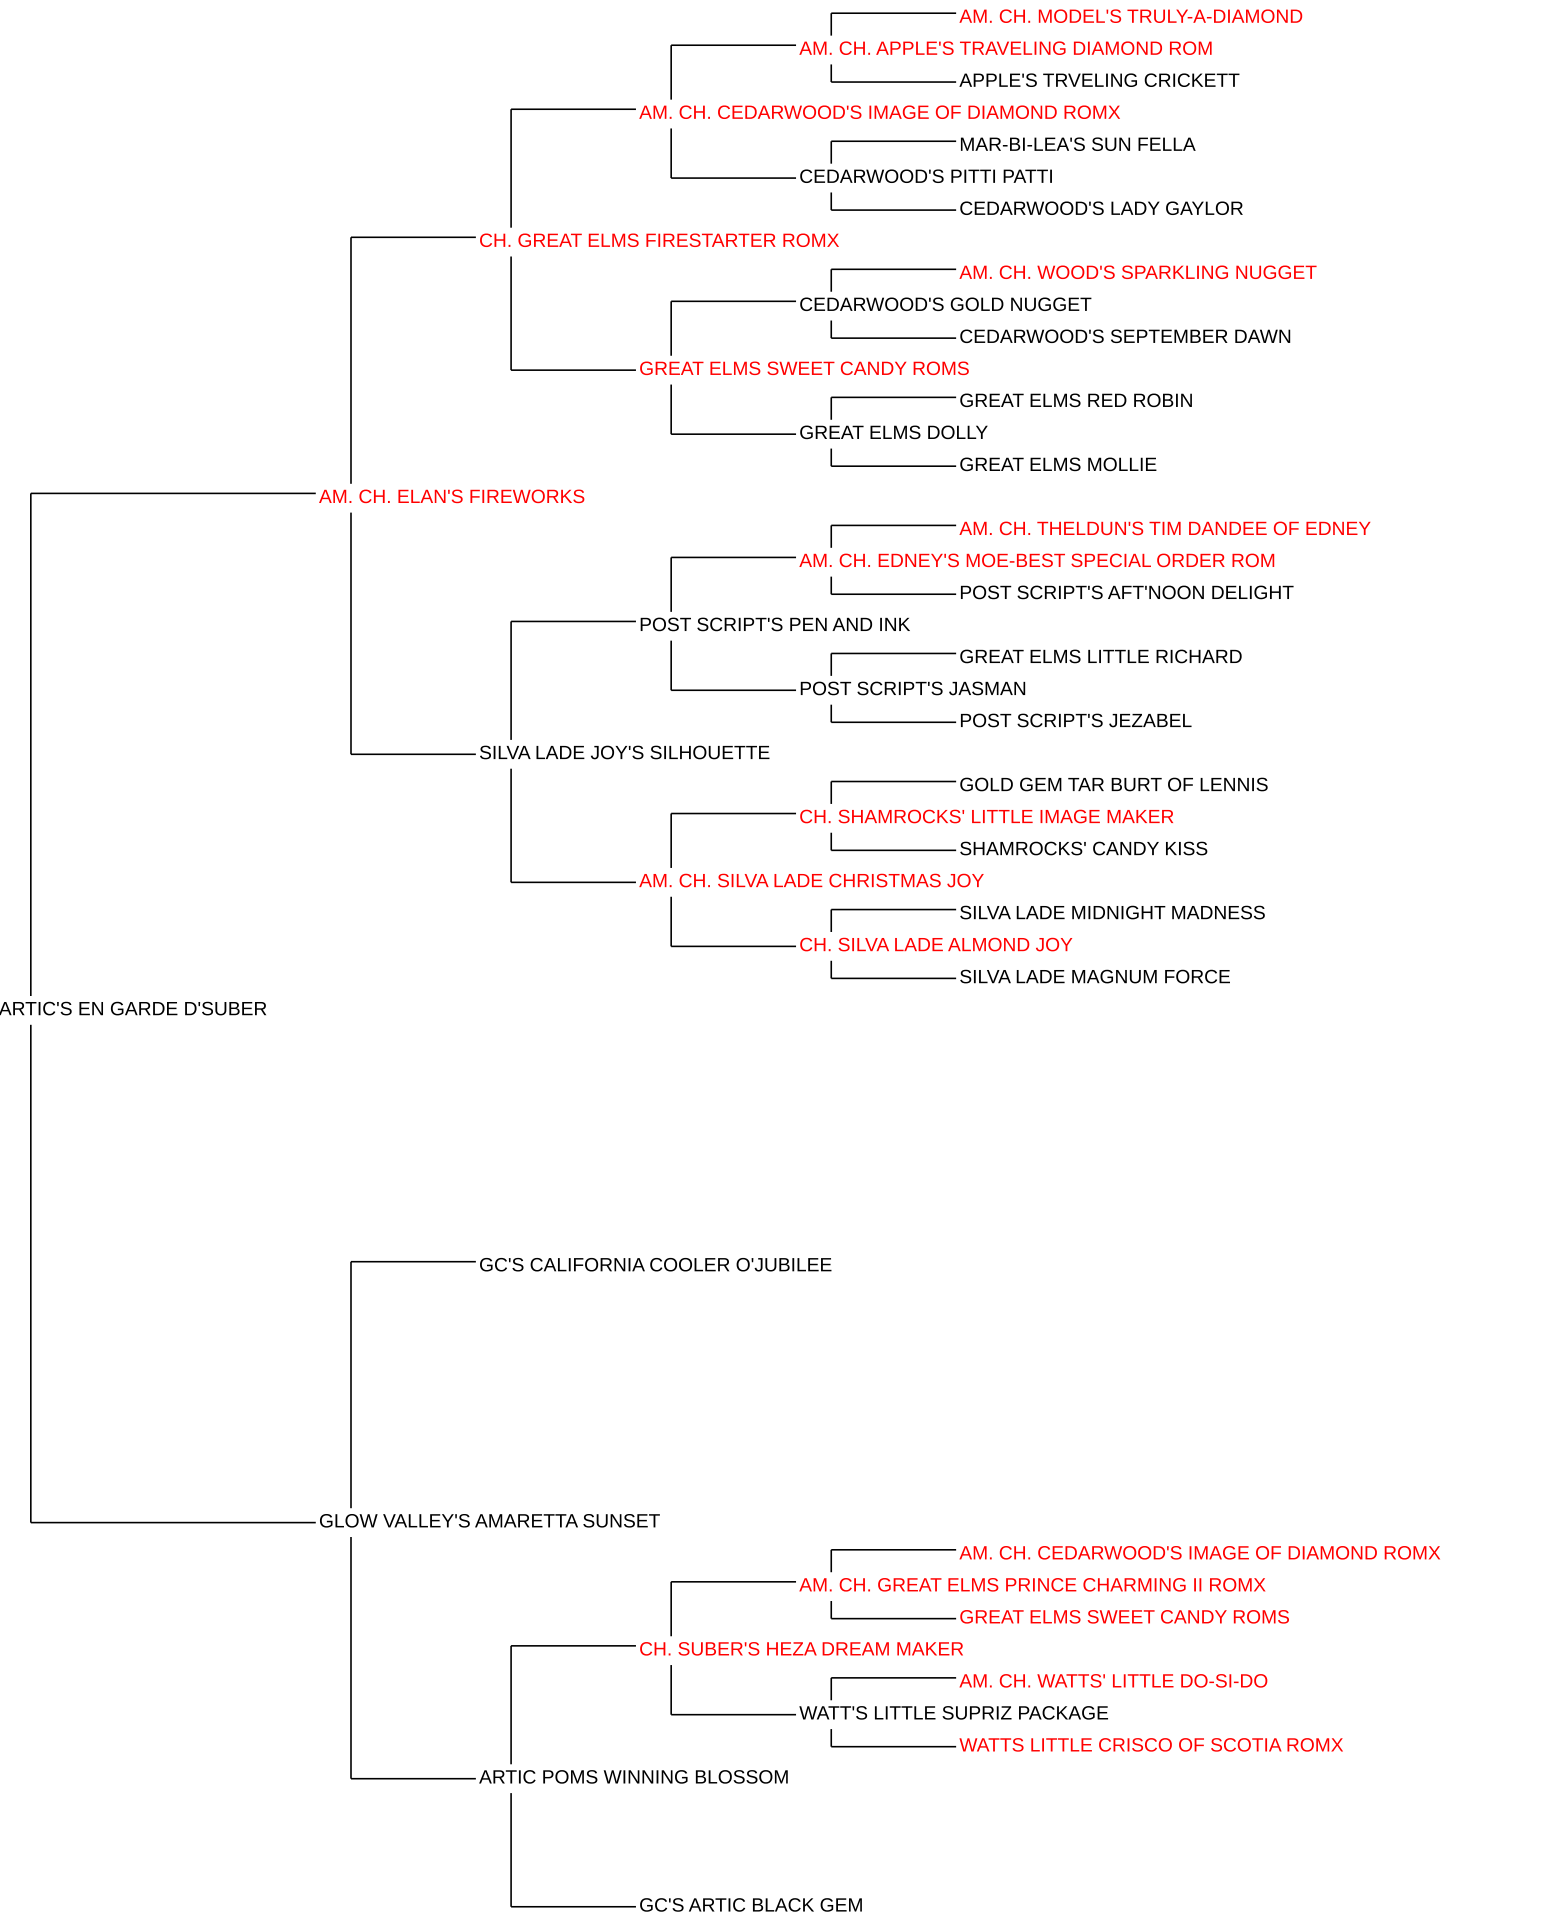 AM. CH. MODEL'S TRULY-A-DIAMOND
AM. CH. APPLE'S TRAVELING DIAMOND ROM
APPLE'S TRVELING CRICKETT
AM. CH. CEDARWOOD'S IMAGE OF DIAMOND ROMX
MAR-BI-LEA'S SUN FELLA
CEDARWOOD'S PITTI PATTI
CEDARWOOD'S LADY GAYLOR
CH. GREAT ELMS FIRESTARTER ROMX
AM. CH. WOOD'S SPARKLING NUGGET
CEDARWOOD'S GOLD NUGGET
CEDARWOOD'S SEPTEMBER DAWN
GREAT ELMS SWEET CANDY ROMS
GREAT ELMS RED ROBIN
GREAT ELMS DOLLY
GREAT ELMS MOLLIE
AM. CH. ELAN'S FIREWORKS
AM. CH. THELDUN'S TIM DANDEE OF EDNEY
AM. CH. EDNEY'S MOE-BEST SPECIAL ORDER ROM
POST SCRIPT'S AFT'NOON DELIGHT
POST SCRIPT'S PEN AND INK
GREAT ELMS LITTLE RICHARD
POST SCRIPT'S JASMAN
POST SCRIPT'S JEZABEL
SILVA LADE JOY'S SILHOUETTE
GOLD GEM TAR BURT OF LENNIS
CH. SHAMROCKS' LITTLE IMAGE MAKER
SHAMROCKS' CANDY KISS
AM. CH. SILVA LADE CHRISTMAS JOY
SILVA LADE MIDNIGHT MADNESS
CH. SILVA LADE ALMOND JOY
SILVA LADE MAGNUM FORCE
ARTIC'S EN GARDE D'SUBER
GC'S CALIFORNIA COOLER O'JUBILEE
GLOW VALLEY'S AMARETTA SUNSET
AM. CH. CEDARWOOD'S IMAGE OF DIAMOND ROMX
AM. CH. GREAT ELMS PRINCE CHARMING II ROMX
GREAT ELMS SWEET CANDY ROMS
CH. SUBER'S HEZA DREAM MAKER
AM. CH. WATTS' LITTLE DO-SI-DO
WATT'S LITTLE SUPRIZ PACKAGE
WATTS LITTLE CRISCO OF SCOTIA ROMX
ARTIC POMS WINNING BLOSSOM
GC'S ARTIC BLACK GEM